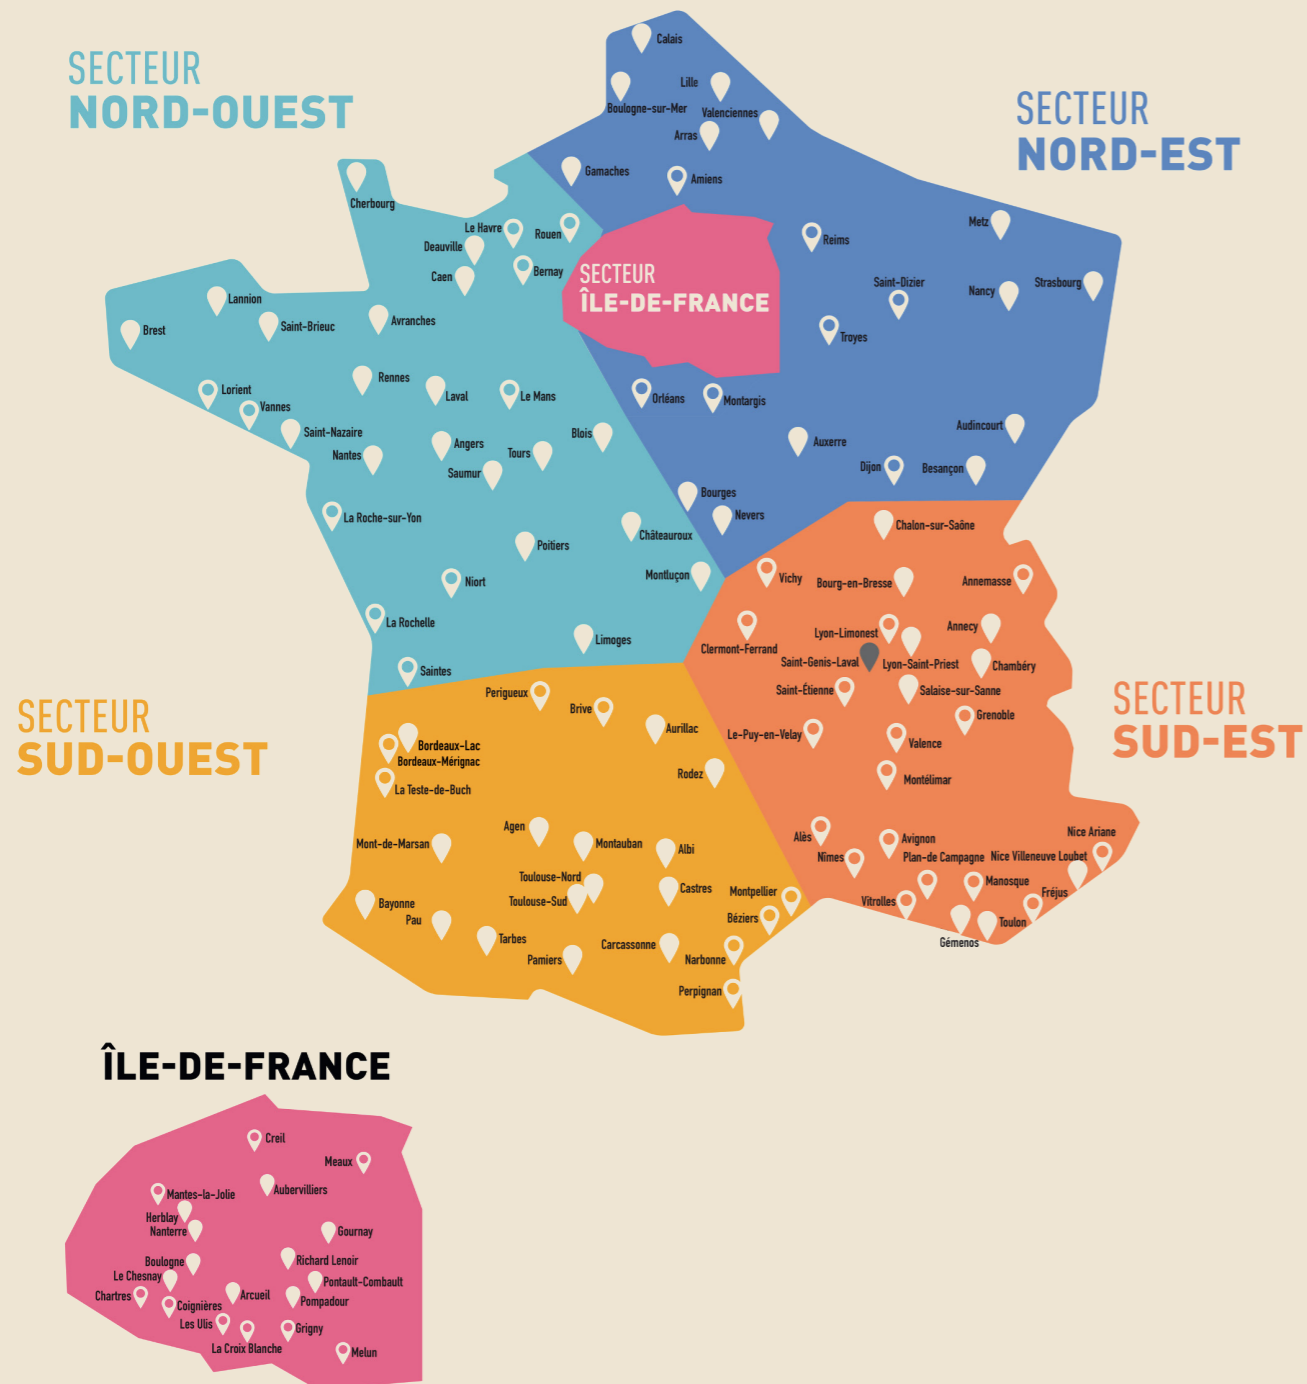 SECTEUR
NORD-OUEST
SECTEUR
NORD-EST
Calais
Lille
Boulogne-sur-Mer
Valenciennes
Arras
Gamaches
Amiens
Cherbourg
Le Havre
Rouen
Deauville
Bernay
Caen
SECTEUR
ÎLE-DE-FRANCE
Metz
Reims
Saint-Dizier
Nancy
Strasbourg
Troyes
Lannion
Brest
Saint-Brieuc
Avranches
Rennes
Laval
Le Mans
Lorient
Vannes
Saint-Nazaire
Nantes
Angers
Saumur
Tours
Blois
Orléans
Montargis
Auxerre
Audincourt
Dijon
Besançon
Bourges
Nevers
La Roche-sur-Yon
Poitiers
Châteauroux
Montluçon
Niort
La Rochelle
Limoges
Saintes
Chalon-sur-Saône
Vichy
Bourg-en-Bresse
Annemasse
Clermont-Ferrand
Lyon-Limonest
Annecy
Saint-Genis-Laval
Lyon-Saint-Priest
Chambéry
Saint-Étienne
Salaise-sur-Sanne
Le-Puy-en-Velay
Valence
Grenoble
Montélimar
SECTEUR
SUD-EST
SECTEUR
SUD-OUEST
Perigueux
Brive
Aurillac
Bordeaux-Lac
Bordeaux-Mérignac
La Teste-de-Buch
Rodez
Agen
Mont-de-Marsan
Montauban
Albi
Toulouse-Nord
Toulouse-Sud
Castres
Montpellier
Béziers
Bayonne
Pau
Tarbes
Pamiers
Carcassonne
Narbonne
Perpignan
Alès
Nimes
Avignon
Plan-de Campagne
Nice Ariane
Nice Villeneuve Loubet
Manosque
Fréjus
Vitrolles
Toulon
Gémenos
ÎLE-DE-FRANCE
Creil
Meaux
Aubervilliers
Mantes-la-Jolie
Herblay
Nanterre
Gournay
Boulogne
Richard Lenoir
Le Chesnay
Pontault-Combault
Chartres
Coignières
Arcueil
Pompadour
Les Ulis
Grigny
La Croix Blanche
Melun